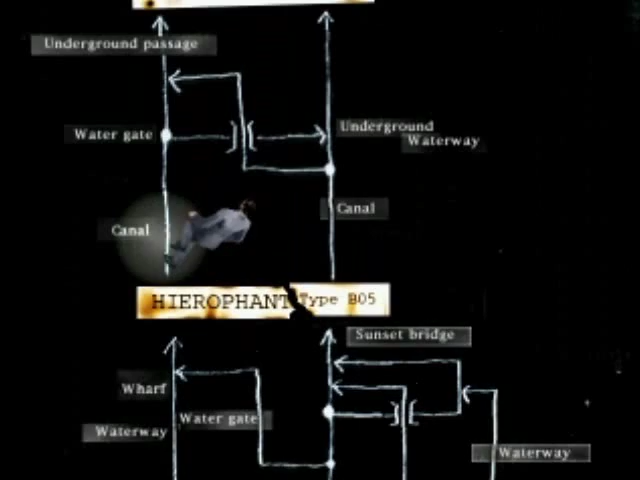 Underground passage
Water gate
Underground
Waterway
Canal
Canal
HIEROPHANT Type B05
Sunset bridge
Wharf
Water gate
Waterway
Waterway